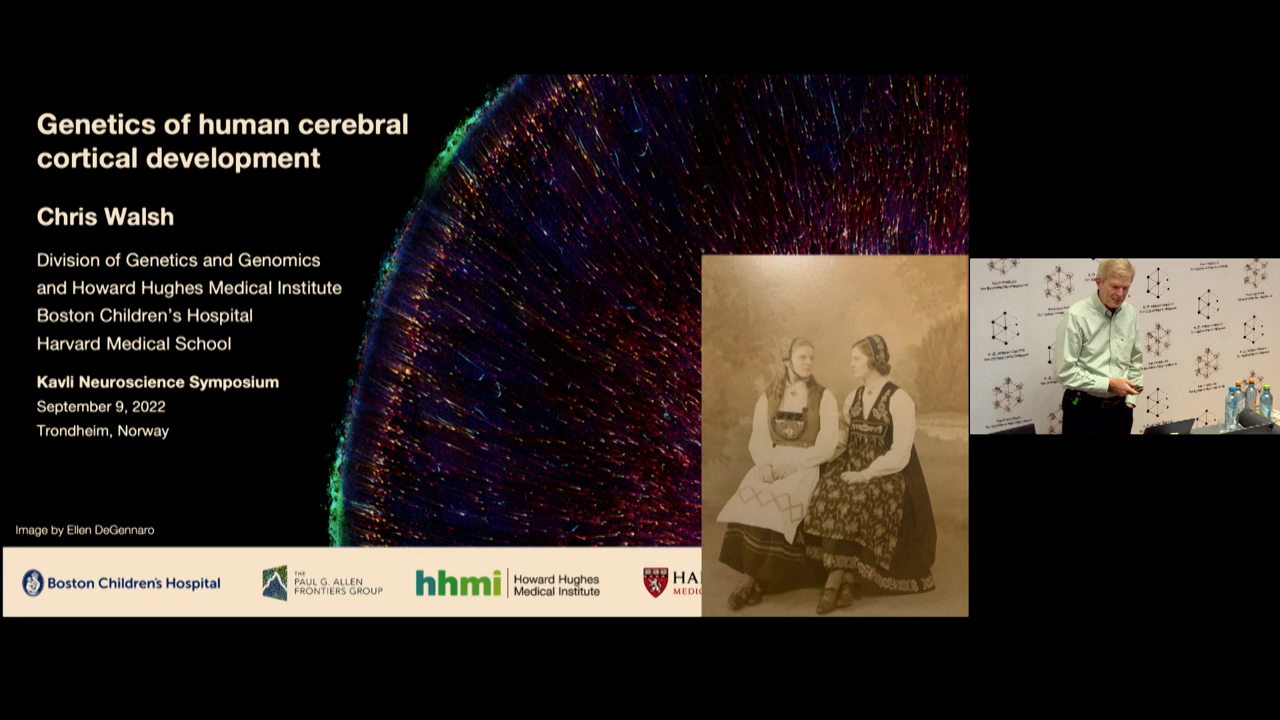 Genetics of human cerebral
cortical development
Chris Walsh
Division of Genetics and Genomics
and Howard Hughes Medical Institute
Boston Children's Hospital
Harvard Medical School
Kavli Neuroscience Symposium
September 9, 2022
Trondheim, Norway
Image by Ellen DeGennaro
Boston Children's Hospital
THE
PAUL G. ALLEN
FRONTIERS GROUP
hhmi
Howard Hughes
Medical Institute